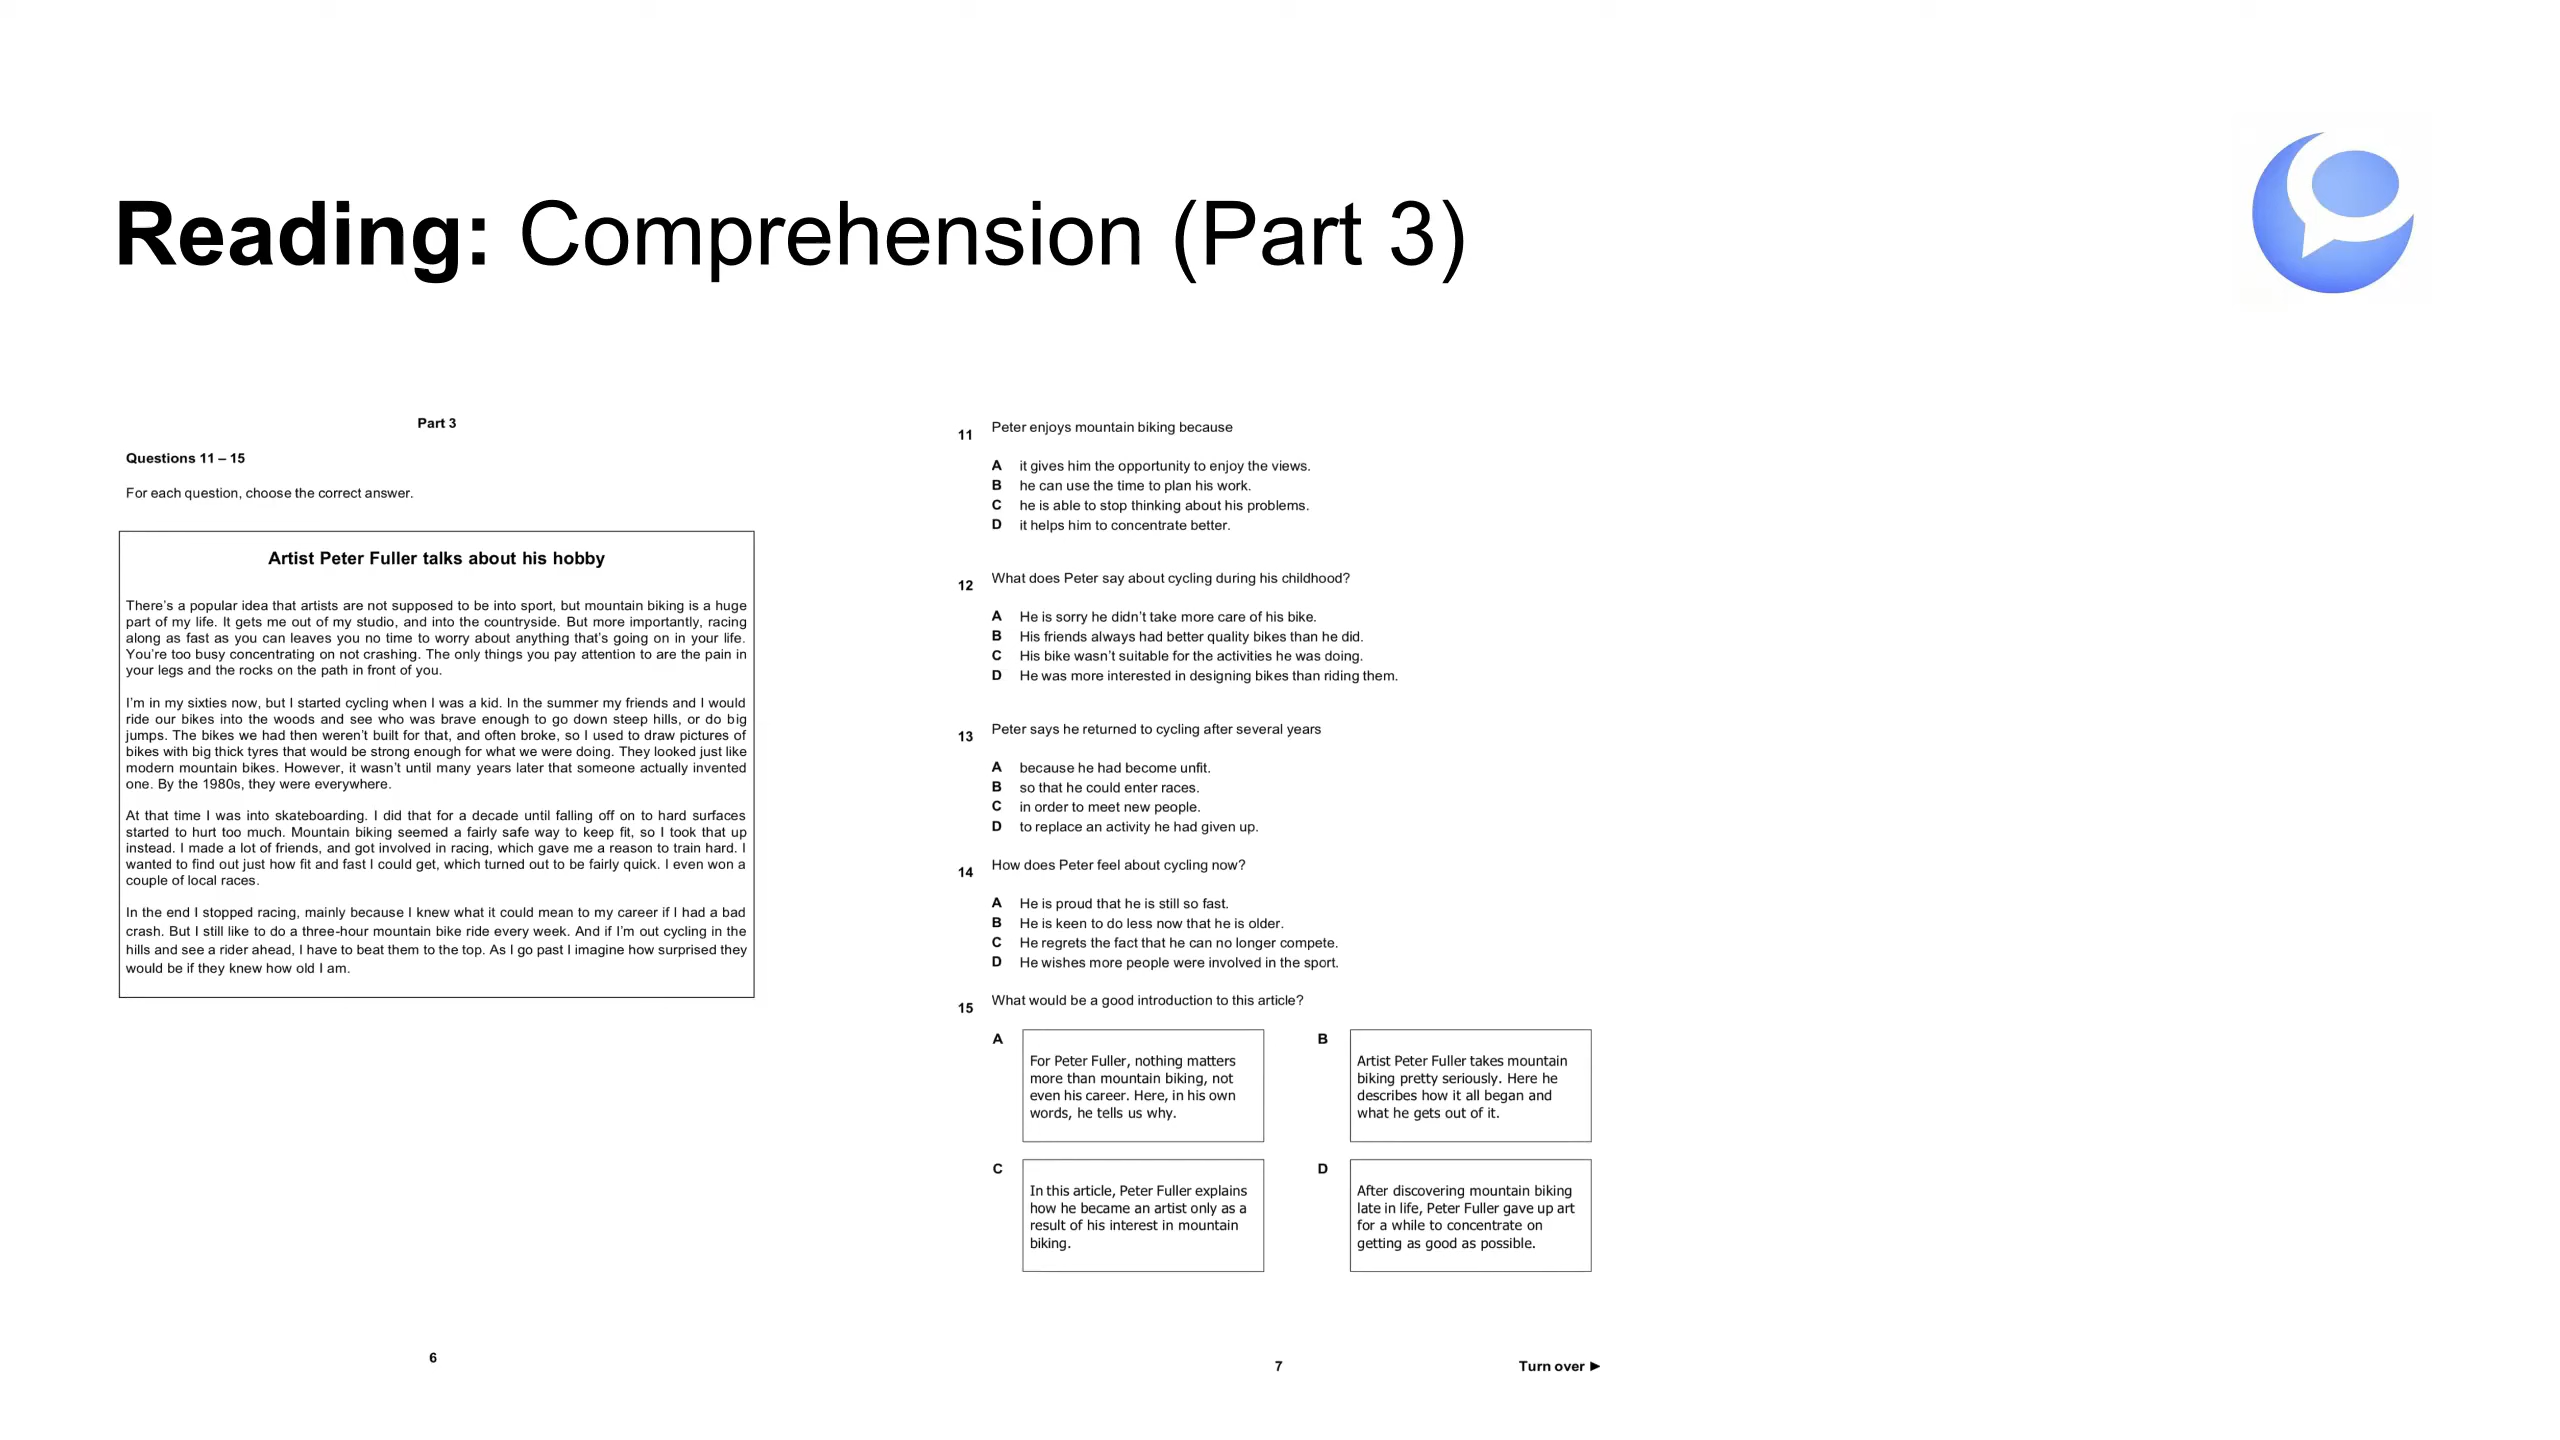 Reading: Comprehension (Part 3)
Part 3
Questions 11 – 15
For each question, choose the correct answer.
Artist Peter Fuller talks about his hobby
There’s a popular idea that artists are not supposed to be into sport, but mountain biking is a huge
part of my life. It gets me out of my studio, and into the countryside. But more importantly, racing
along as fast as you can leaves you no time to worry about anything that’s going on in your life.
You’re too busy concentrating on not crashing. The only things you pay attention to are the pain in
your legs and the rocks on the path in front of you.
I’m in my sixties now, but I started cycling when I was a kid. In the summer my friends and I would
ride our bikes into the woods and see who was brave enough to go down steep hills, or do big
jumps. The bikes we had then weren’t built for that, and often broke, so I used to draw pictures of
bikes with big thick tyres that would be strong enough for what we were doing. They looked just like
modern mountain bikes. However, it wasn’t until many years later that someone actually invented
one. By the 1980s, they were everywhere.
At that time I was into skateboarding. I did that for a decade until falling off on to hard surfaces
started to hurt too much. Mountain biking seemed a fairly safe way to keep fit, so I took that up
instead. I made a lot of friends, and got involved in racing, which gave me a reason to train hard. I
wanted to find out just how fit and fast I could get, which turned out to be fairly quick. I even won a
couple of local races.
In the end I stopped racing, mainly because I knew what it could mean to my career if I had a bad
crash. But I still like to do a three-hour mountain bike ride every week. And if I’m out cycling in the
hills and see a rider ahead, I have to beat them to the top. As I go past I imagine how surprised they
would be if they knew how old I am.
6
11 Peter enjoys mountain biking because
A it gives him the opportunity to enjoy the views.
B he can use the time to plan his work.
C he is able to stop thinking about his problems.
D it helps him to concentrate better.
12 What does Peter say about cycling during his childhood?
A He is sorry he didn’t take more care of his bike.
B His friends always had better quality bikes than he did.
C His bike wasn’t suitable for the activities he was doing.
D He was more interested in designing bikes than riding them.
13 Peter says he returned to cycling after several years
A because he had become unfit.
B so that he could enter races.
C in order to meet new people.
D to replace an activity he had given up.
14 How does Peter feel about cycling now?
A He is proud that he is still so fast.
B He is keen to do less now that he is older.
C He regrets the fact that he can no longer compete.
D He wishes more people were involved in the sport.
15 What would be a good introduction to this article?
A
For Peter Fuller, nothing matters
more than mountain biking, not
even his career. Here, in his own
words, he tells us why.
B
Artist Peter Fuller takes mountain
biking pretty seriously. Here he
describes how it all began and
what he gets out of it.
C
In this article, Peter Fuller explains
how he became an artist only as a
result of his interest in mountain
biking.
D
After discovering mountain biking
late in life, Peter Fuller gave up art
for a while to concentrate on
getting as good as possible.
7
Turn over ►